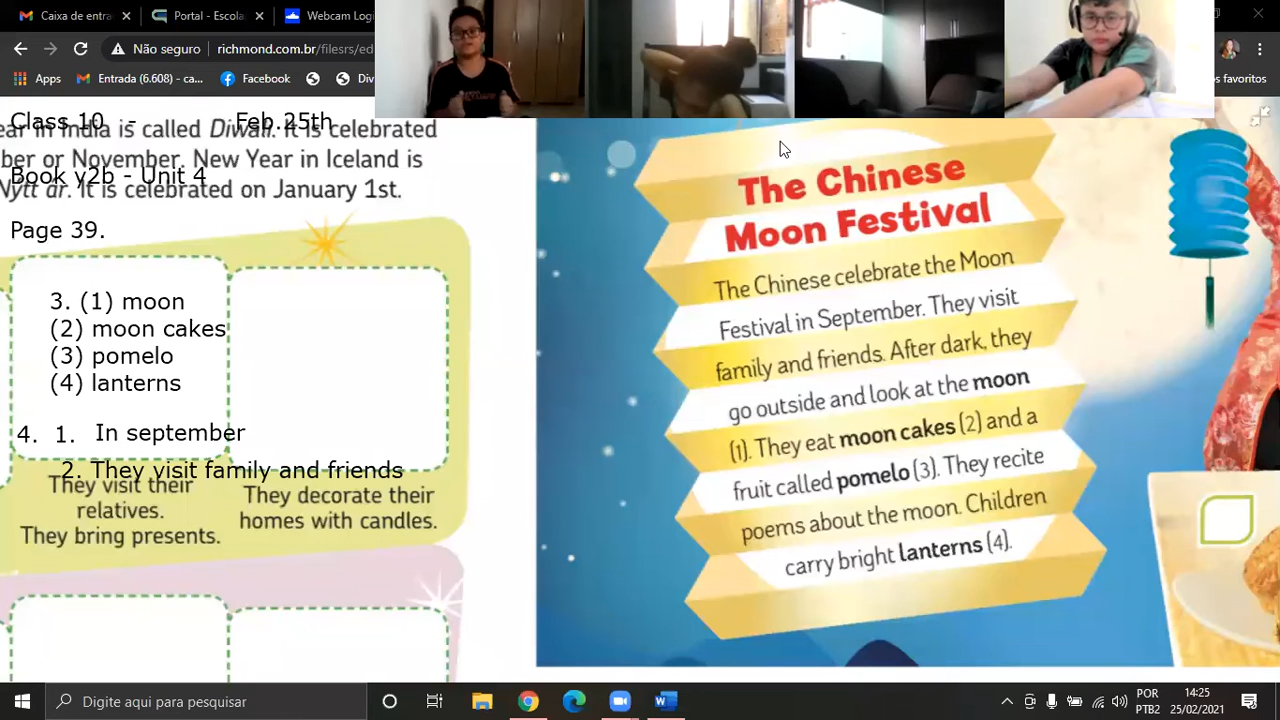 Caixa de entra
Portal - Escola
Webcam Logi
Não seguro
richmond.com.br/filesrs/ed
Apps
Entrada (6.608) - ca...
Facebook
Div
os favoritos
Class 10 - Feb.25th
ear in India is called Diwali. It is celebrated
ber or November. New Year in Iceland is
Book y2b - Unit 4
Nýtt ár. It is celebrated on January 1st.
Page 39.
3. (1) moon
(2) moon cakes
(3) pomelo
(4) lanterns
4. 1. In september
2. They visit family and friends
They visit their
relatives.
They bring presents.
They decorate their
homes with candles.
The Chinese
Moon Festival
The Chinese celebrate the Moon
Festival in September. They visit
family and friends. After dark, they
go outside and look at the moon
(1). They eat moon cakes (2) and a
fruit called pomelo (3). They recite
poems about the moon. Children
carry bright lanterns (4).
Digite aqui para pesquisar
POR
PTB2
14:25
25/02/2021